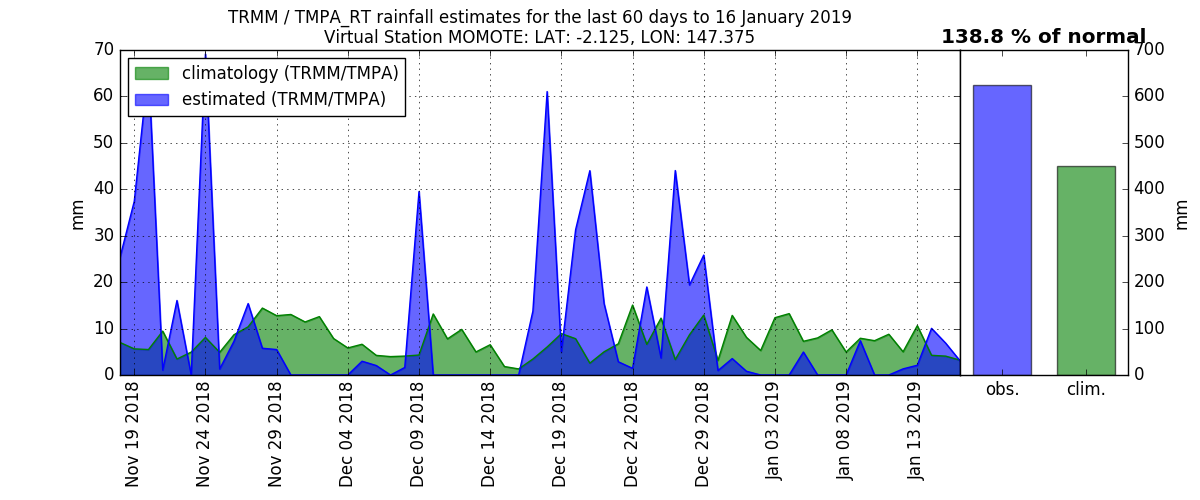 TRMM / TMPA_RT rainfall estimates for the last 60 days to 16 January 2019
Virtual Station MOMOTE: LAT: -2.125, LON: 147.375
138.8 % of normal
climatology (TRMM/TMPA)
estimated (TRMM/TMPA)
70
60
50
40
30
20
10
0
mm
Nov 19 2018
Nov 24 2018
Nov 29 2018
Dec 04 2018
Dec 09 2018
Dec 14 2018
Dec 19 2018
Dec 24 2018
Dec 29 2018
Jan 03 2019
Jan 08 2019
Jan 13 2019
obs.
clim.
700
600
500
400
300
200
100
0
mm